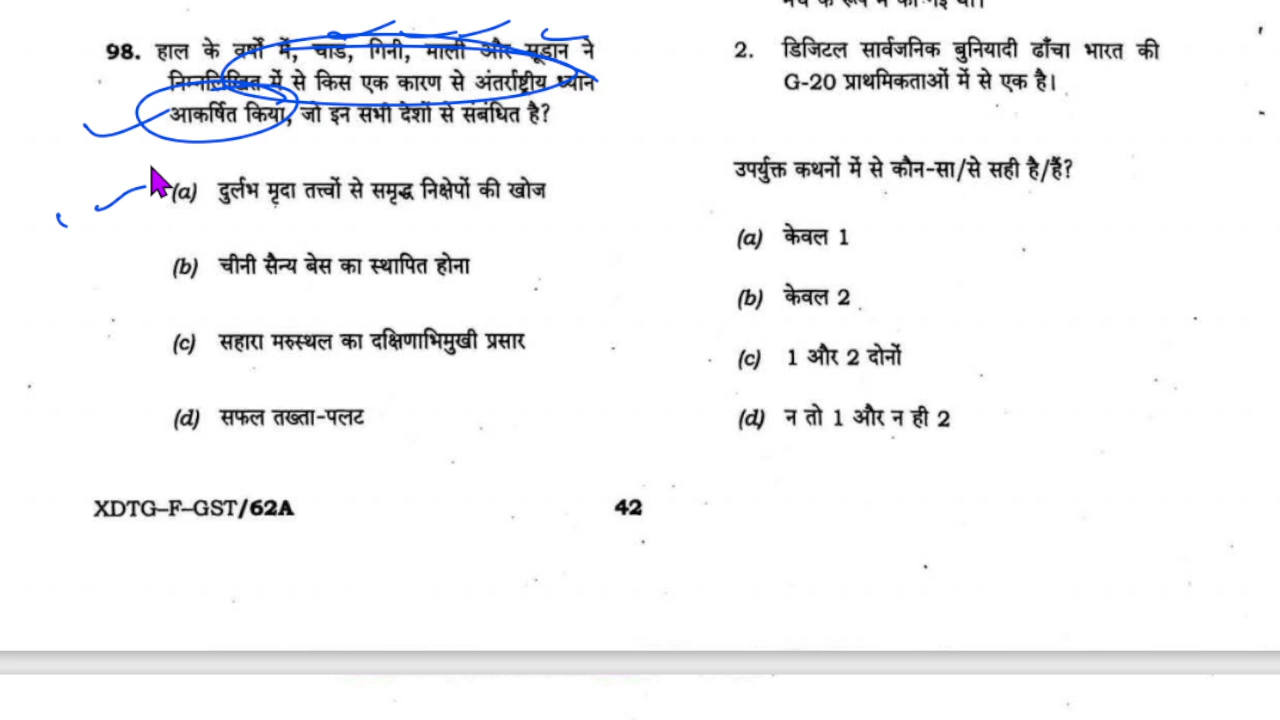 98. हाल के वर्षों में, चाड, गिनी, माली और सूडान ने
निम्नलिखित में से किस एक कारण से अंतर्राष्ट्रीय ध्यान
आकर्षित किया, जो इन सभी देशों से संबंधित है?
(a) दुर्लभ मृदा तत्त्वों से समृद्ध निक्षेपों की खोज
(b) चीनी सैन्य बेस का स्थापित होना
(c) सहारा मरुस्थल का दक्षिणाभिमुखी प्रसार
(d) सफल तख्ता-पलट
XDTG-F-GST/62A
42
2. डिजिटल सार्वजनिक बुनियादी ढाँचा भारत की
G-20 प्राथमिकताओं में से एक है।
उपर्युक्त कथनों में से कौन-सा/से सही है/हैं?
(a) केवल 1
(b) केवल 2
(c) 1 और 2 दोनों
(d) न तो 1 और न ही 2